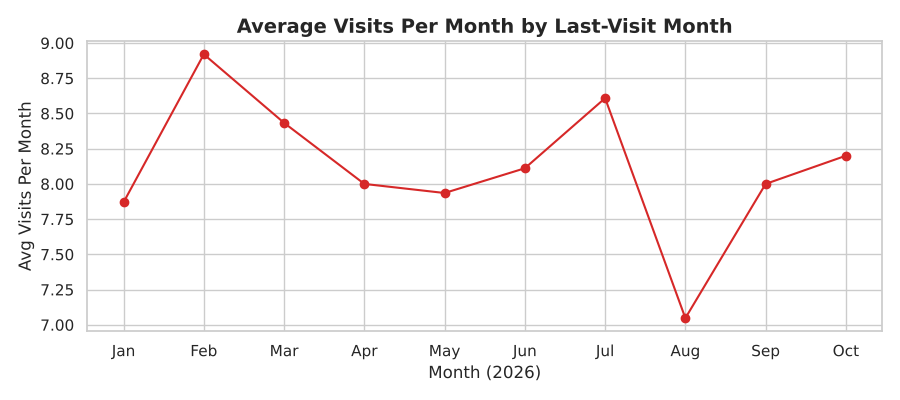 Average Visits Per Month by Last-Visit Month
Avg Visits Per Month
9.00
8.75
8.50
8.25
8.00
7.75
7.50
7.25
7.00
Jan Feb Mar Apr May Jun Jul Aug Sep Oct
Month (2026)